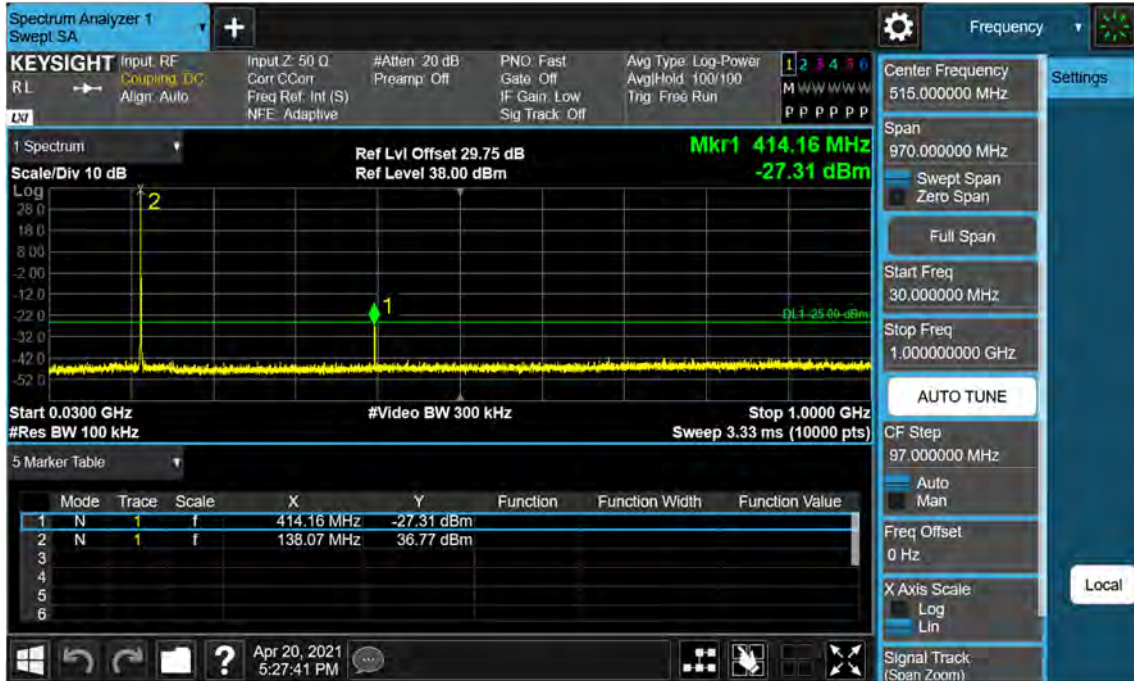 Spectrum Analyzer 1
Swept SA
Frequency
KEYSIGHT
RL
LXI
Input: RF
Coupling: DC
Align: Auto
Input Z: 50 Ω
Corr CCorr
Freq Ref: Int (S)
NFE: Adaptive
#Atten: 20 dB
Preamp: Off
PNO: Fast
Gate: Off
IF Gain: Low
Sig Track: Off
Avg Type: Log-Power
Avg|Hold: 100/100
Trig: Free Run
1 2 3 4 5 6
M W W W W W
P P P P P P
1 Spectrum
Scale/Div 10 dB
Ref Lvl Offset 29.75 dB
Ref Level 38.00 dBm
Mkr1 414.16 MHz
-27.31 dBm
Log
28.0
18.0
8.00
-2.00
-12.0
-22.0
-32.0
-42.0
-52.0
2
1
DL1 -25.00 dBm
Start 0.0300 GHz
#Video BW 300 kHz
Stop 1.0000 GHz
#Res BW 100 kHz
Sweep 3.33 ms (10000 pts)
5 Marker Table
Mode Trace Scale X Y Function Function Width Function Value
1 N 1 f 414.16 MHz -27.31 dBm
2 N 1 f 138.07 MHz 36.77 dBm
3
4
5
6
?
Apr 20, 2021
5:27:41 PM
Center Frequency
515.000000 MHz
Span
970.000000 MHz
Swept Span
Zero Span
Full Span
Start Freq
30.000000 MHz
Stop Freq
1.000000000 GHz
AUTO TUNE
CF Step
97.000000 MHz
Auto
Man
Freq Offset
0 Hz
X Axis Scale
Log
Lin
Signal Track
(Span Zoom)
Settings
Local